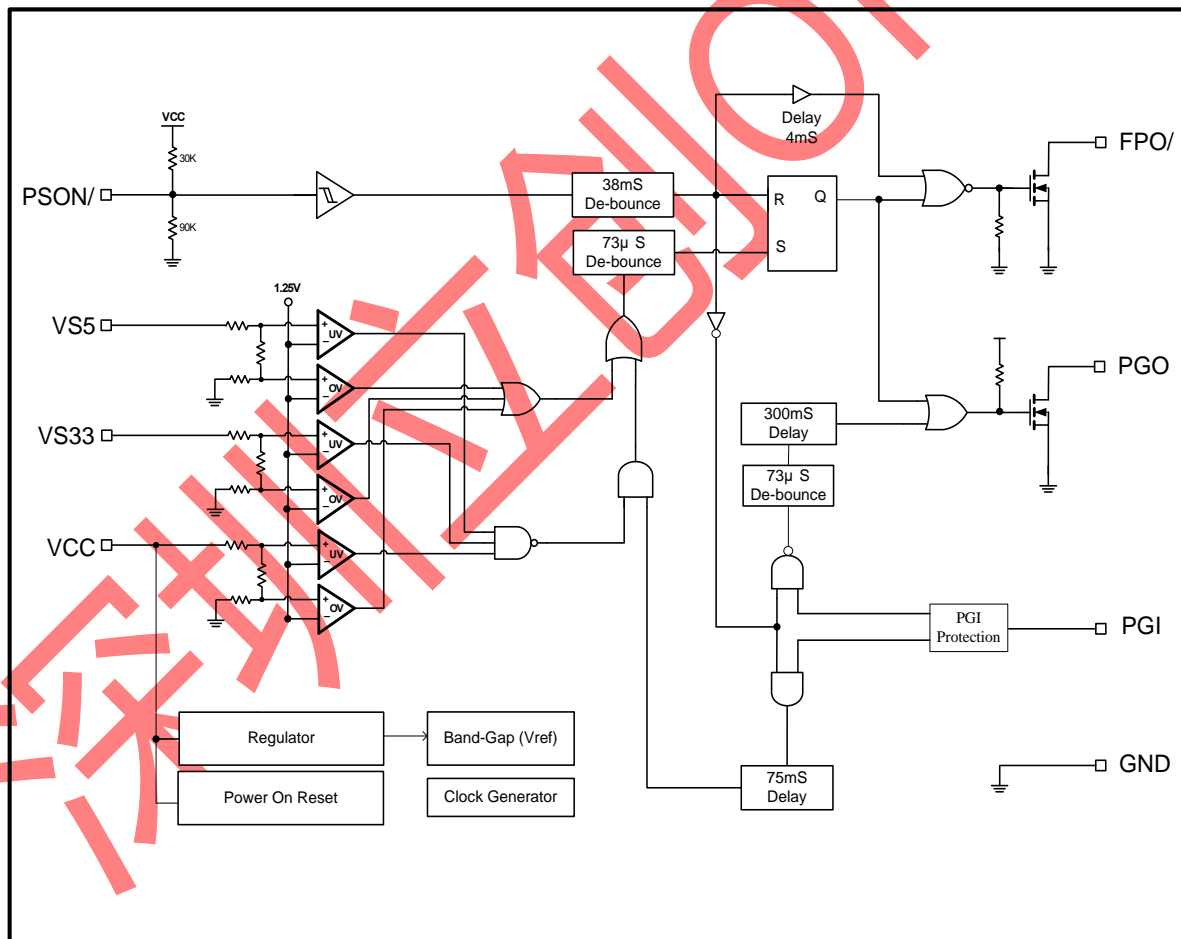 VCC
30K
PSON/
90K
38mS
De-bounce
73µ S
De-bounce
Delay
4mS
R
Q
S
FPO/
1.25V
VS5
+
UV
−
+
OV
−
VS33
+
UV
−
+
OV
−
VCC
+
UV
−
+
OV
−
PGO
300mS
Delay
73µ S
De-bounce
PGI
Protection
PGI
Regulator
Band-Gap (Vref)
Power On Reset
Clock Generator
75mS
Delay
GND